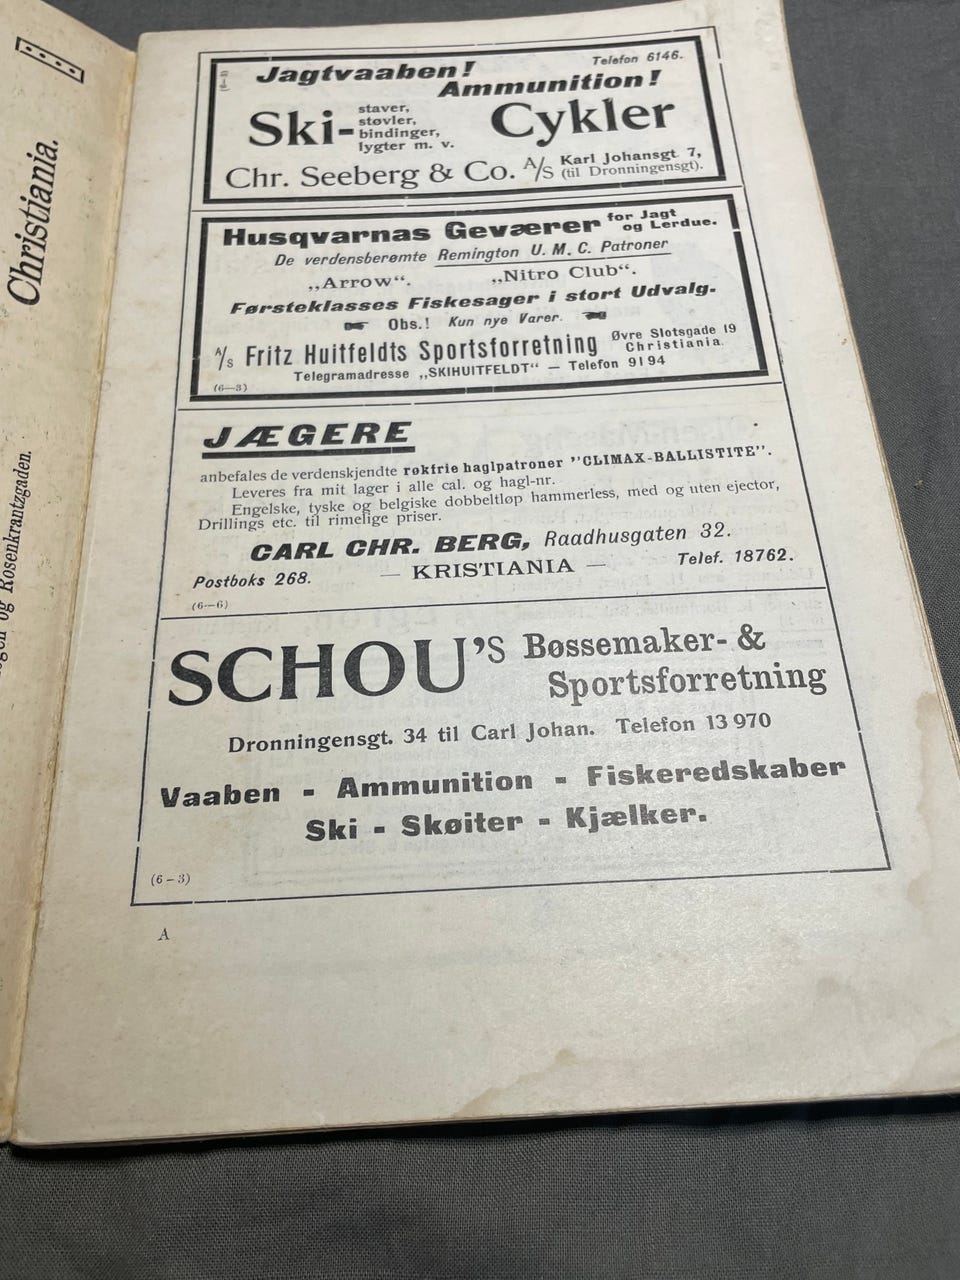 Christiania.
og Rosenkrantzgaden.
Telefon 6146.
Jagtvaaben!
Ammunition!
Ski-
staver,
støvler,
bindinger,
lygter m. v.
Cykler
Chr. Seeberg & Co. A/S Karl Johansgt. 7,
(til Dronningensgt).
Husqvarnas Geværer for Jagt
og Lerdue.
De verdensberømte Remington U. M. C. Patroner
„Arrow“. „Nitro Club“.
Førsteklasses Fiskesager i stort Udvalg.
Obs.! Kun nye Varer.
A/S Fritz Huitfeldts Sportsforretning Øvre Slotsgade 19
Christiania.
Telegramadresse „SKIHUITFELDT“ — Telefon 9194
(6—3)
JÆGERE
anbefales de verdenskjendte røkfrie haglpatroner "CLIMAX-BALLISTITE".
Leveres fra mit lager i alle cal. og hagl-nr.
Engelske, tyske og belgiske dobbeltløp hammerless, med og uten ejector,
Drillings etc. til rimelige priser.
CARL CHR. BERG, Raadhusgaten 32.
Postboks 268. — KRISTIANIA — Telef. 18762.
(6—6)
SCHOU'S Bøssemaker- &
Sportsforretning
Dronningensgt. 34 til Carl Johan. Telefon 13970
Vaaben - Ammunition - Fiskeredskaber
Ski - Skøiter - Kjælker.
(6–3)
A